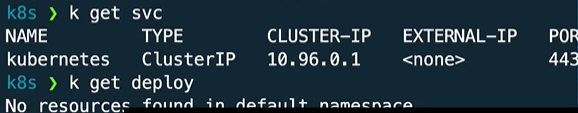 k8s ❯ k get svc
NAME TYPE CLUSTER-IP EXTERNAL-IP
kubernetes ClusterIP 10.96.0.1 <none> 443
k8s ❯ k get deploy
No resources found in default namespace